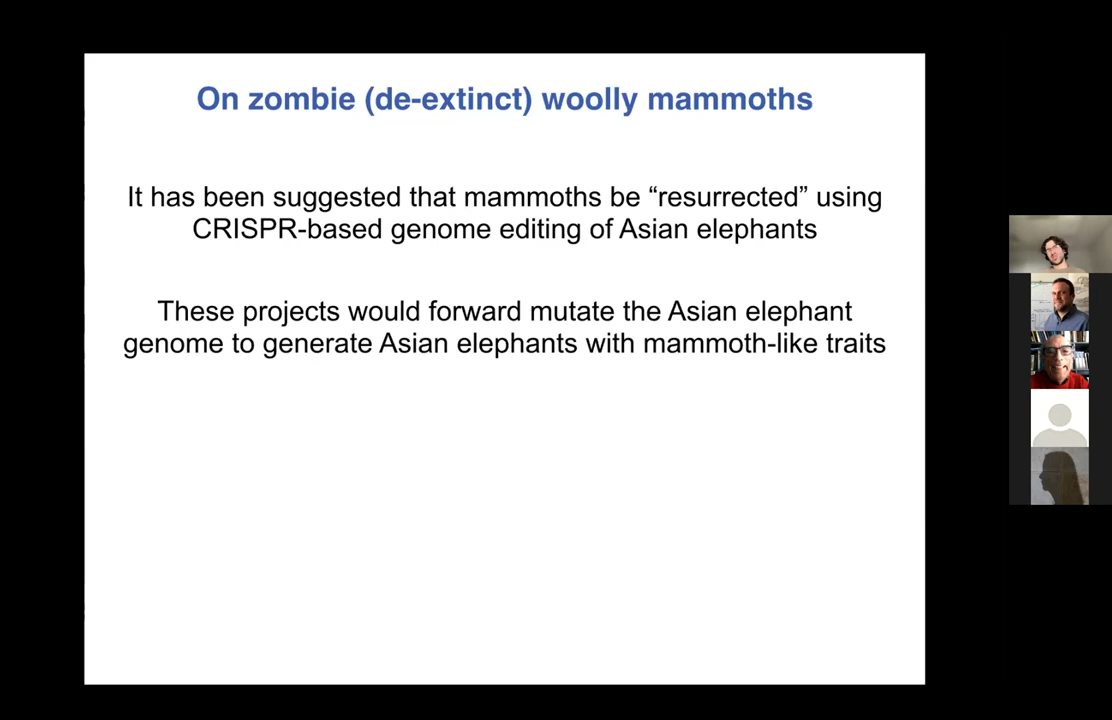 On zombie (de-extinct) woolly mammoths
It has been suggested that mammoths be “resurrected” using
CRISPR-based genome editing of Asian elephants
These projects would forward mutate the Asian elephant
genome to generate Asian elephants with mammoth-like traits